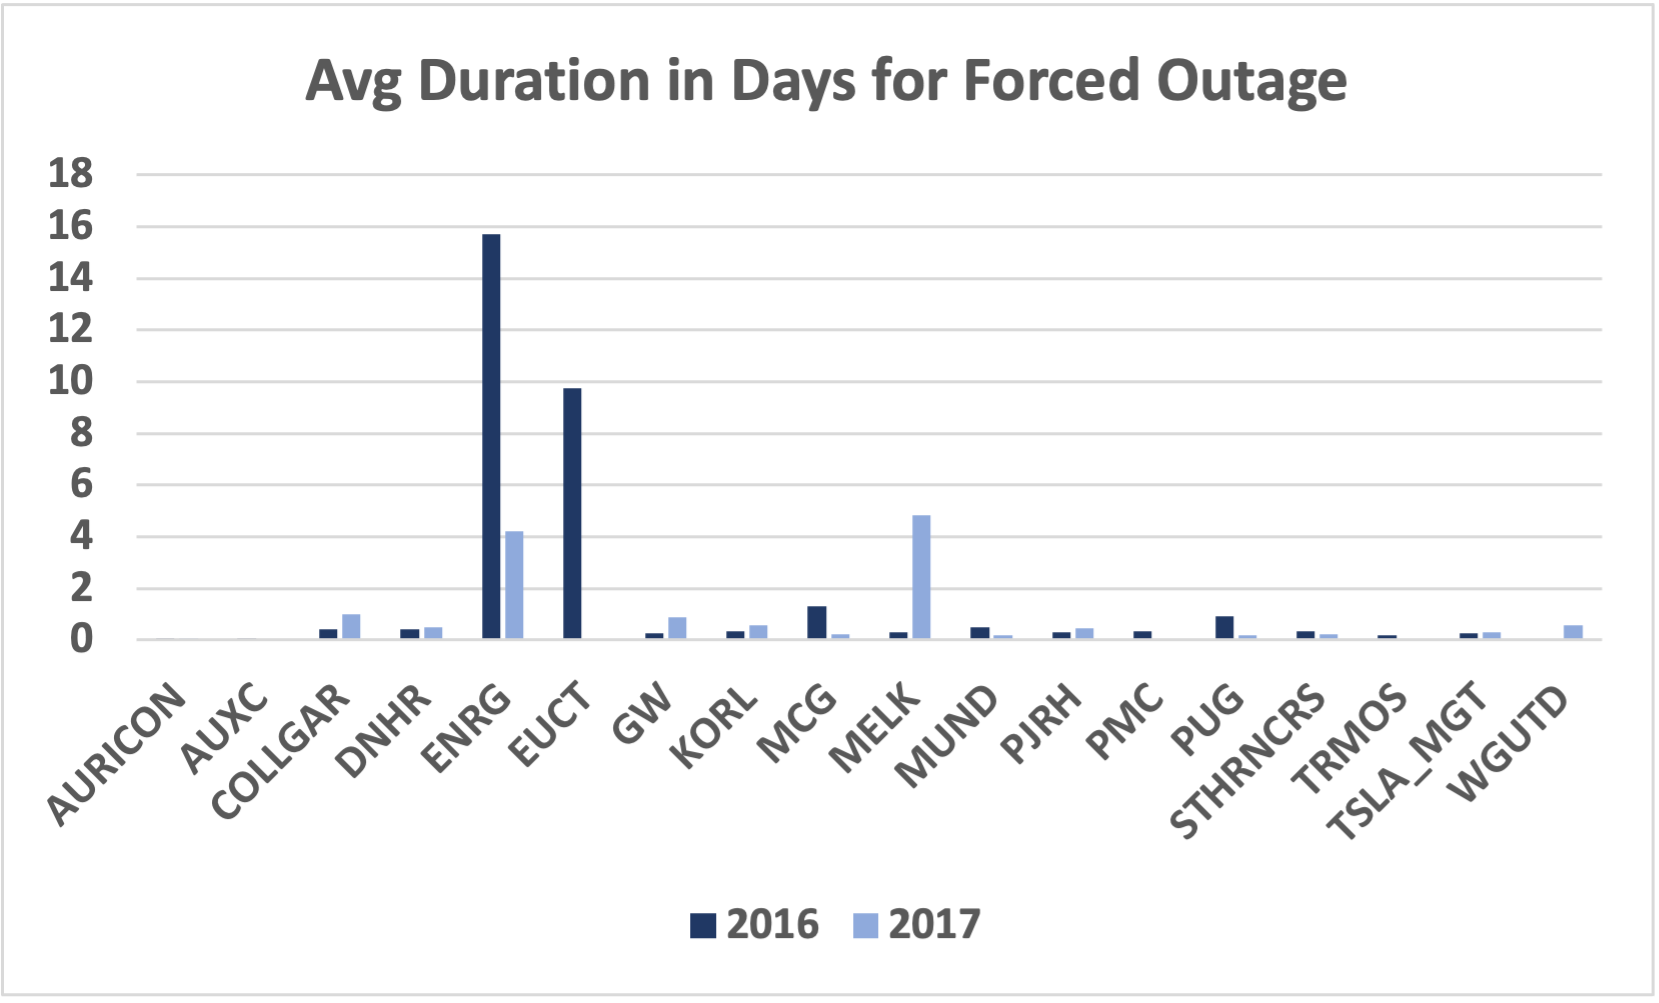 Avg Duration in Days for Forced Outage
18
16
14
12
10
8
6
4
2
0
AURICON
AUXC
COLLGAR
DNHR
ENRG
EUCT
GW
KORL
MCG
MELK
MUND
PJRH
PMC
PUG
STHRNCRS
TRMOS
TSLA_MGT
WGUTD
2016 2017